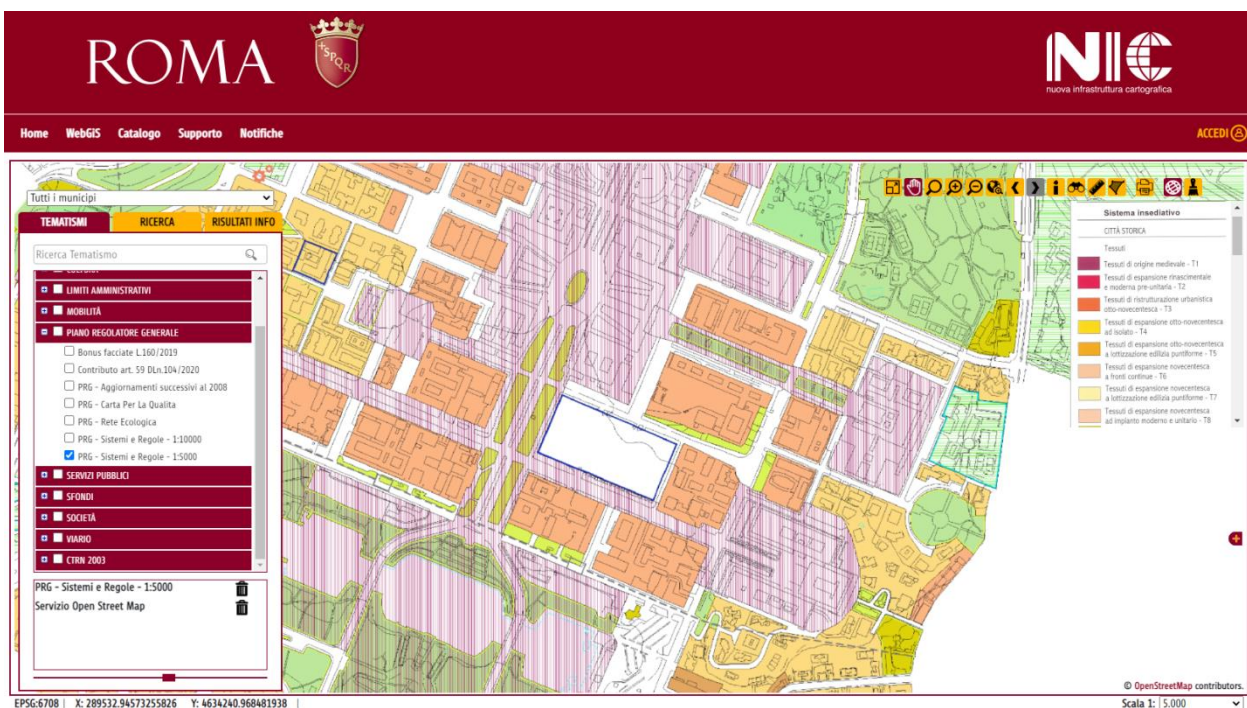 ROMA
SPQR
NIC
nuova infrastruttura cartografica
Home WebGIS Catalogo Supporto Notifiche
ACCEDI
Tutti i municipi
TEMATISMI RICERCA RISULTATI INFO
Ricerca Tematismo
LIMITI AMMINISTRATIVI
MOBILITÀ
PIANO REGOLATORE GENERALE
Bonus facciate L.160/2019
Contributo art. 59 DLn.104/2020
PRG - Aggiornamenti successivi al 2008
PRG - Carta Per La Qualita
PRG - Rete Ecologica
PRG - Sistemi e Regole - 1:10000
PRG - Sistemi e Regole - 1:5000
SERVIZI PUBBLICI
SFONDI
SOCIETÀ
VIARIO
CTRN 2003
PRG - Sistemi e Regole - 1:5000
Servizio Open Street Map
Sistema insediativo
CITTÀ STORICA
Tessuti
Tessuti di origine medievale - T1
Tessuti di espansione rinascimentale
e moderna pre-unitaria - T2
Tessuti di ristrutturazione urbanistica
otto-novecentesca - T3
Tessuti di espansione otto-novecentesca
ad isolato - T4
Tessuti di espansione otto-novecentesca
a lottizzazione edilizia puntiforme - T5
Tessuti di espansione novecentesca
a fronti continue - T6
Tessuti di espansione novecentesca
a lottizzazione edilizia puntiforme - T7
Tessuti di espansione novecentesca
ad impianto moderno e unitario - T8
© OpenStreetMap contributors.
EPSG:6708 | X: 289532.94573255826 Y: 4634240.968481938 |
Scala 1: 5.000